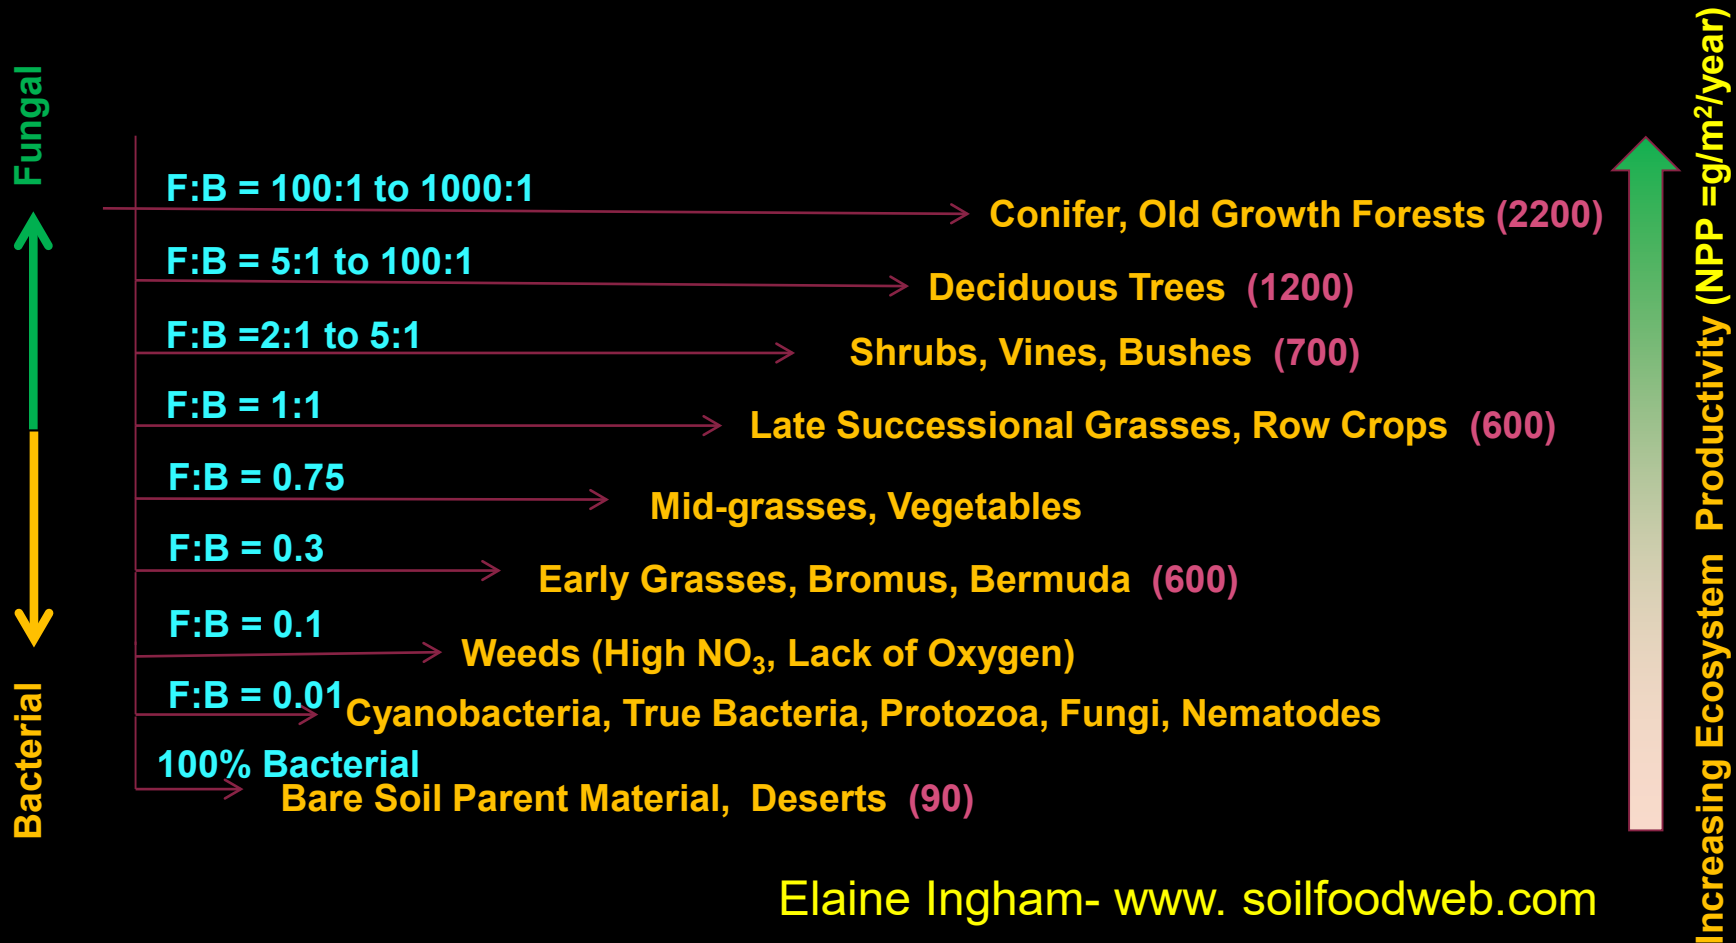 Fungal
Bacterial
F:B = 100:1 to 1000:1
Conifer, Old Growth Forests (2200)
F:B = 5:1 to 100:1
Deciduous Trees (1200)
F:B =2:1 to 5:1
Shrubs, Vines, Bushes (700)
F:B = 1:1
Late Successional Grasses, Row Crops (600)
F:B = 0.75
Mid-grasses, Vegetables
F:B = 0.3
Early Grasses, Bromus, Bermuda (600)
F:B = 0.1
Weeds (High NO₃, Lack of Oxygen)
F:B = 0.01
Cyanobacteria, True Bacteria, Protozoa, Fungi, Nematodes
100% Bacterial
Bare Soil Parent Material, Deserts (90)
Increasing Ecosystem Productivity (NPP =g/m²/year)
Elaine Ingham- www. soilfoodweb.com